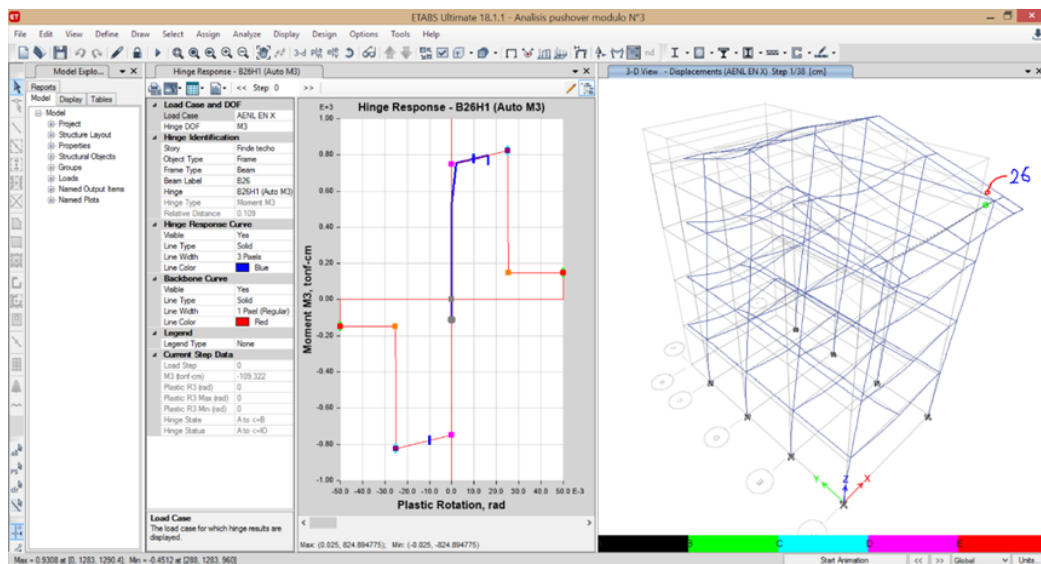 ETABS Ultimate 18.1.1 - Analisis pushover modulo N°3
File Edit View Define Draw Select Assign Analyze Display Design Options Tools Help
Model Explo...
Reports
Model Display Tables
Model
Project
Structure Layout
Properties
Structural Objects
Groups
Loads
Named Output Items
Named Plots
Hinge Response - B26H1 (Auto M3)
<< Step 0 >>
Load Case and DOF
Load Case AENL EN X
Hinge DOF M3
Hinge Identification
Story Finde techo
Object Type Frame
Frame Type Beam
Beam Label B26
Hinge B26H1 (Auto M3)
Hinge Type Moment M3
Relative Distance 0.109
Hinge Response Curve
Visible Yes
Line Type Solid
Line Width 3 Pixels
Line Color Blue
Backbone Curve
Visible Yes
Line Type Solid
Line Width 1 Pixel (Regular)
Line Color Red
Legend
Legend Type None
Current Step Data
Load Step 0
M3 (tonf-cm) -109.322
Plastic R3 (rad) 0
Plastic R3 Max (rad) 0
Plastic R3 Min (rad) 0
Hinge State A to <=B
Hinge Status A to <=IO
Load Case
The load case for which hinge results are
displayed.
Hinge Response - B26H1 (Auto M3)
E+3
1.00
0.80
0.60
0.40
0.20
0.00
-0.20
-0.40
-0.60
-0.80
-1.00
Moment M3, tonf-cm
-50.0 -40.0 -30.0 -20.0 -10.0 0.0 10.0 20.0 30.0 40.0 50.0 E-3
Plastic Rotation, rad
Max: (0.025, 824.894775); Min: (-0.025, -824.894775)
3-D View - Displacements (AENL EN X) Step 1/38 [cm]
26
Y Z X
B C D E
Max = 0.9308 at [0, 1283, 1290.4]; Min = -0.4512 at [288, 1283, 960]
Start Animation << >> Global Units...